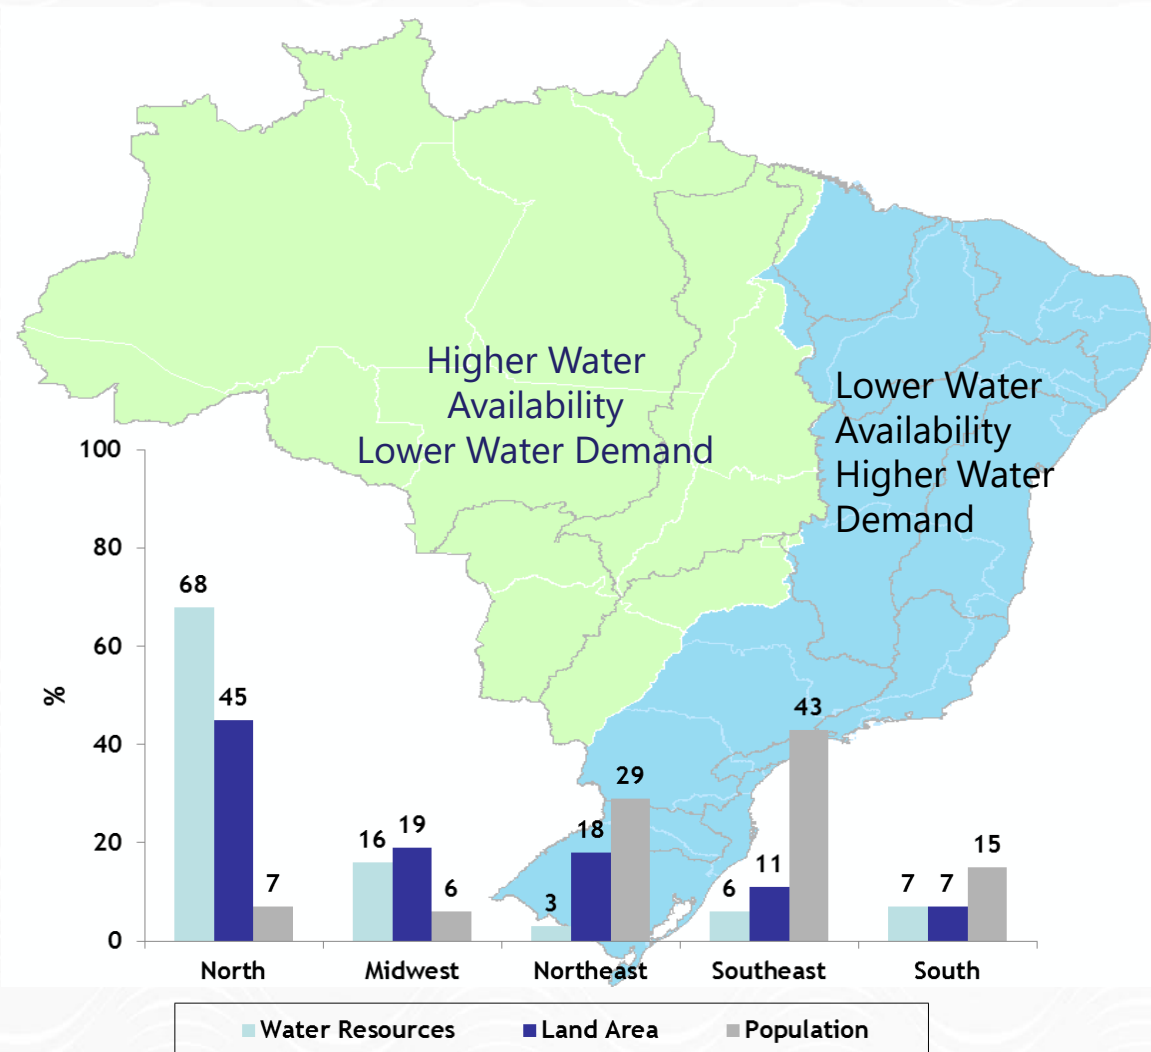 Higher Water
Availability
Lower Water Demand
Lower Water
Availability
Higher Water
Demand
100
80
60
40
20
0
%
68
45
7
16
19
6
3
18
29
6
11
43
7
7
15
North
Midwest
Northeast
Southeast
South
Water Resources
Land Area
Population